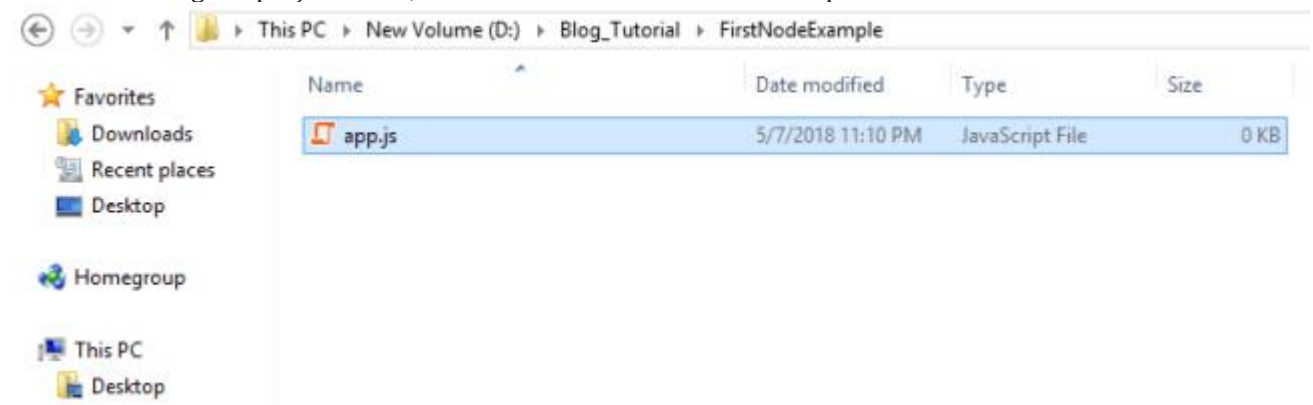 This PC New Volume (D:) Blog_Tutorial FirstNodeExample
Name Date modified Type Size
Favorites
Downloads
Recent places
Desktop
Homegroup
This PC
Desktop
app.js 5/7/2018 11:10 PM JavaScript File 0 KB